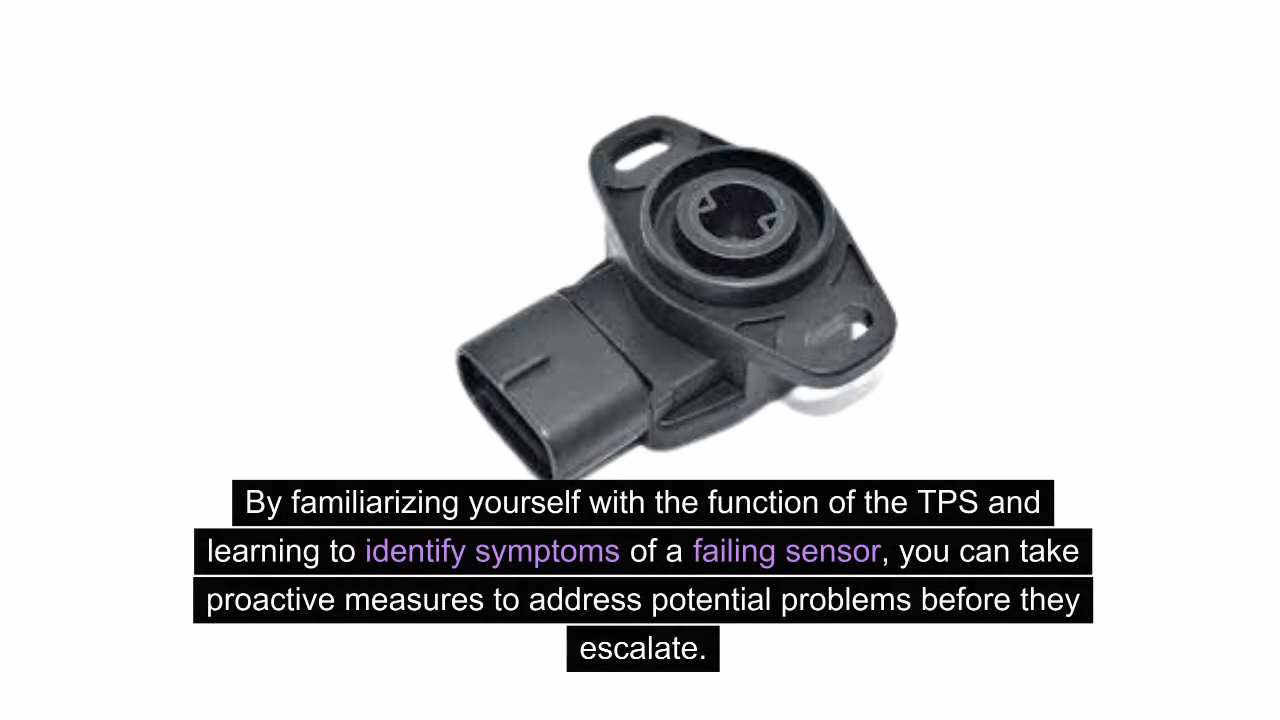 By familiarizing yourself with the function of the TPS and
learning to identify symptoms of a failing sensor, you can take
proactive measures to address potential problems before they
escalate.